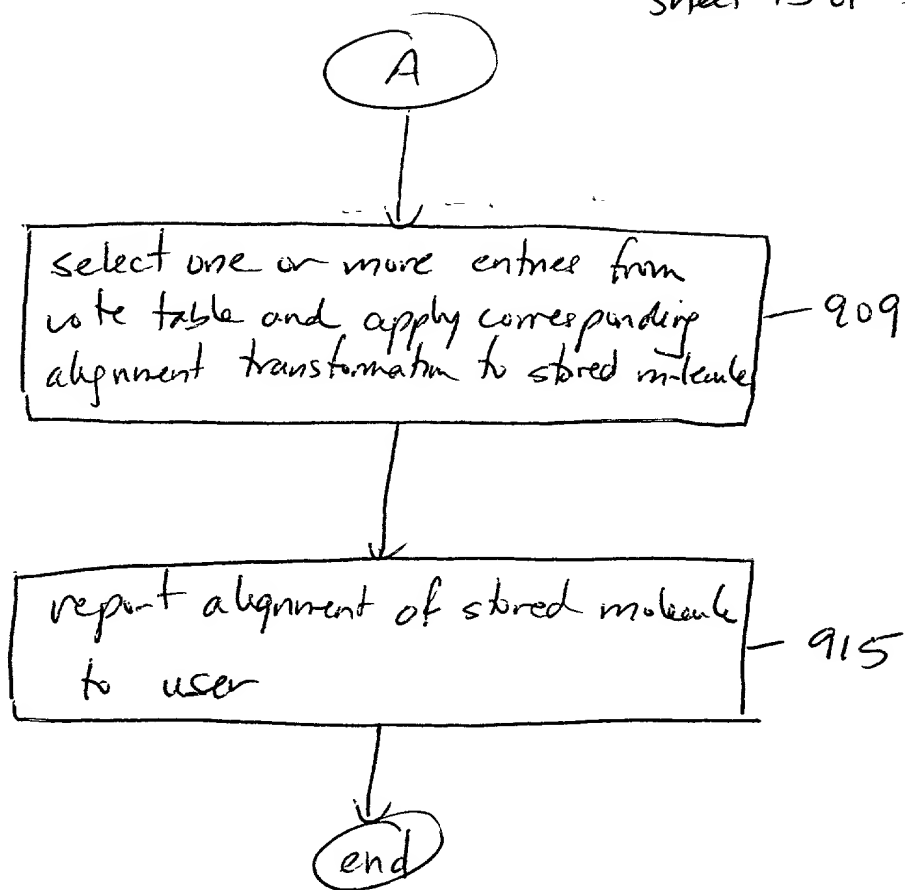 sheet 15 of
A
select one or more entries from
vote table and apply corresponding
alignment transformation to stored molecule
909
report alignment of stored molecule
to user
915
end